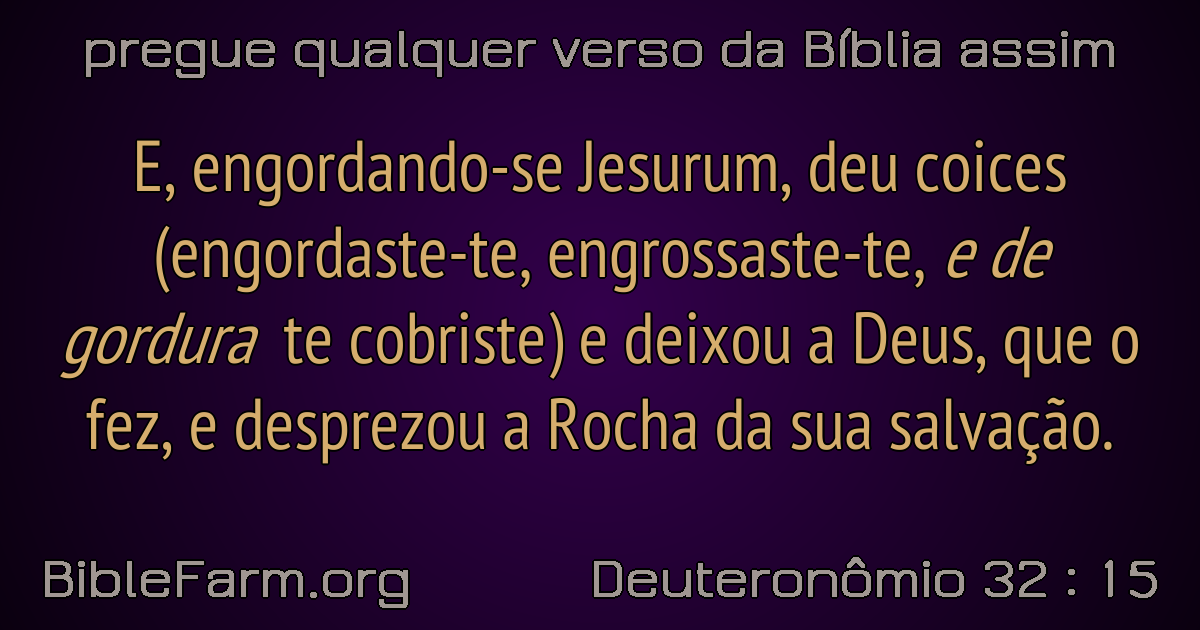 pregue qualquer verso da Bíblia assim
E, engordando-se Jesurum, deu coices
(engordaste-te, engrossaste-te, e de
gordura te cobriste) e deixou a Deus, que o
fez, e desprezou a Rocha da sua salvação.
BibleFarm.org
Deuteronômio 32 : 15